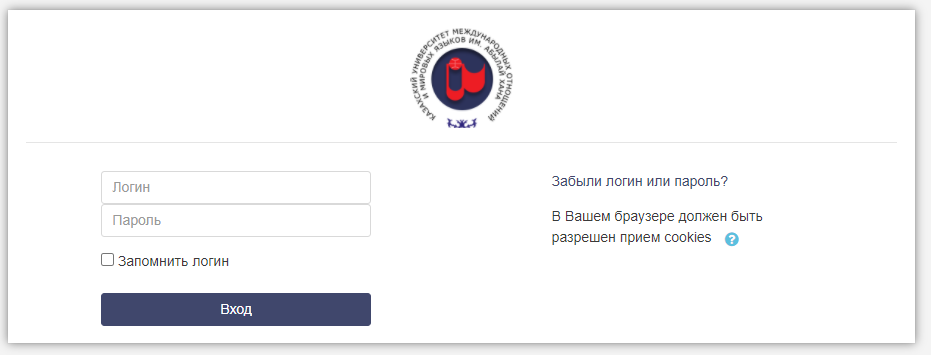 КАЗАХСКИЙ УНИВЕРСИТЕТ МЕЖДУНАРОДНЫХ ОТНОШЕНИЙ
И МИРОВЫХ ЯЗЫКОВ ИМ. АБЫЛАЙ ХАНА
Логин
Пароль
Запомнить логин
Вход
Забыли логин или пароль?
В Вашем браузере должен быть
разрешен прием cookies
?